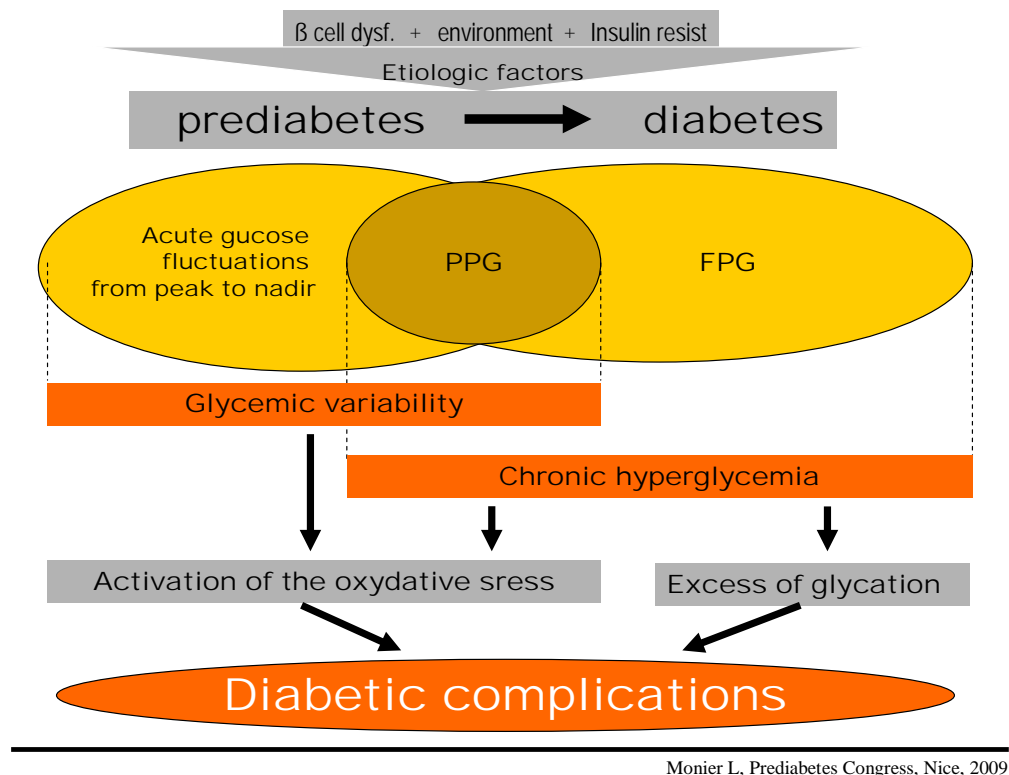 ß cell dysf. + environment + Insulin resist
Etiologic factors
prediabetes diabetes
Acute gucose
fluctuations
from peak to nadir
PPG
FPG
Glycemic variability
Chronic hyperglycemia
Activation of the oxydative sress
Excess of glycation
Diabetic complications
Monier L, Prediabetes Congress, Nice, 2009